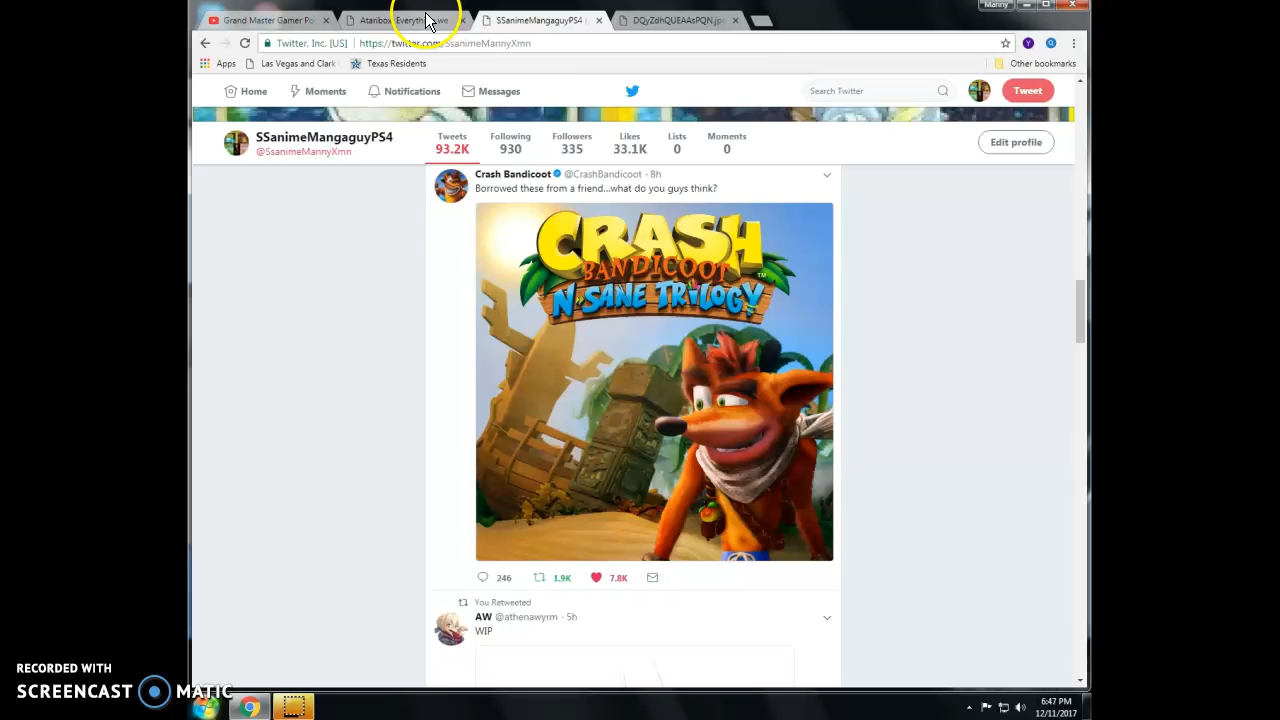 Manny
Grand Master Gamer Po
Ataribox: Everyth we
SSanimeMangaguyPS4
DQyZdhQUEAAsPQN.jp
Twitter, Inc. [US] https://twitter.com/SsanimeMannyXmn
Apps Las Vegas and Clark Texas Residents Other bookmarks
Home Moments Notifications Messages Search Twitter Tweet
SSanimeMangaguyPS4
@SsanimeMannyXmn
Tweets Following Followers Likes Lists Moments
93.2K 930 335 33.1K 0 0
Edit profile
Crash Bandicoot @CrashBandicoot · 8h
Borrowed these from a friend...what do you guys think?
CRASH
BANDICOOT TM
N. SANE TRILOGY
246 1.9K 7.8K
You Retweeted
AW @athenawyrm · 5h
WIP
RECORDED WITH
SCREENCAST MATIC
6:47 PM
12/11/2017